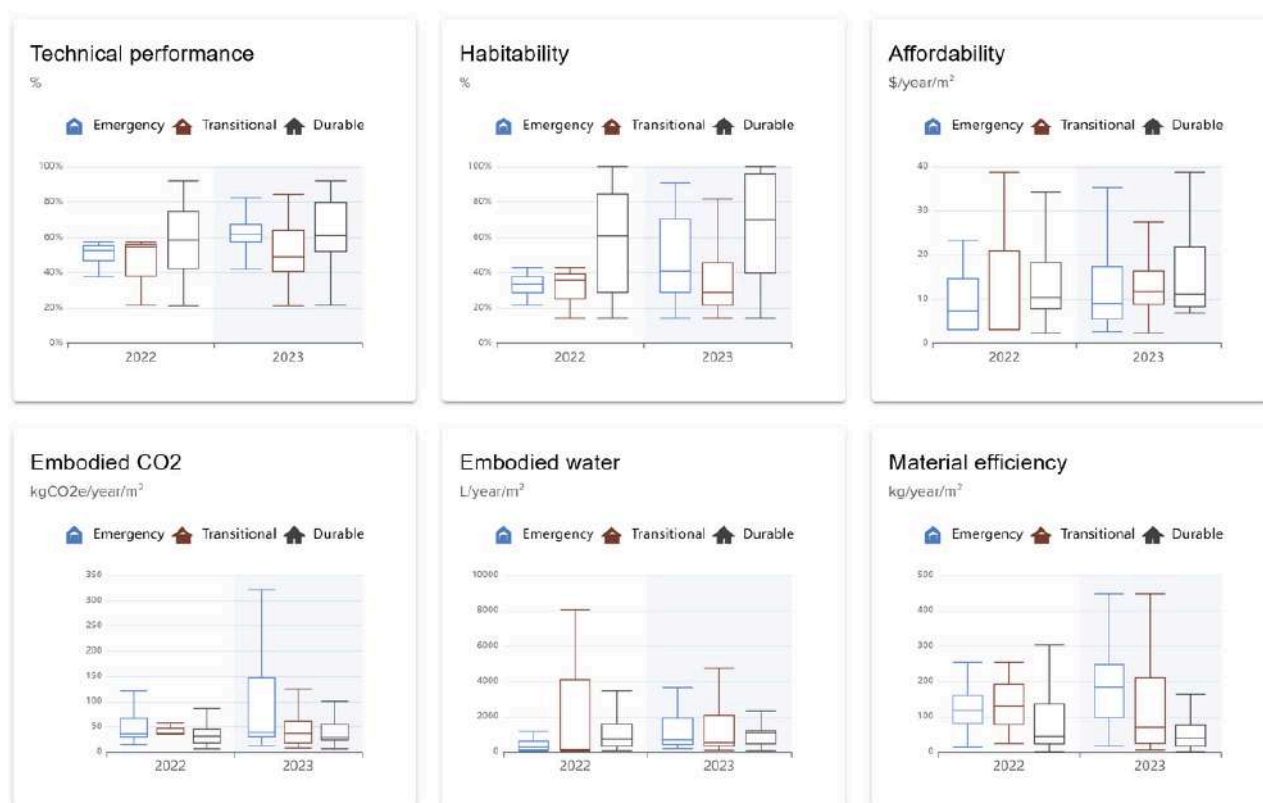 Technical performance
%
Emergency Transitional Durable
100%
80%
60%
40%
20%
0%
2022 2023
Habitability
%
Emergency Transitional Durable
100%
80%
60%
40%
20%
0%
2022 2023
Affordability
$/year/m²
Emergency Transitional Durable
40
30
20
10
0
2022 2023
Embodied CO2
kgCO2e/year/m²
Emergency Transitional Durable
350
300
250
200
150
100
50
0
2022 2023
Embodied water
L/year/m²
Emergency Transitional Durable
10000
8000
6000
4000
2000
0
2022 2023
Material efficiency
kg/year/m²
Emergency Transitional Durable
500
400
300
200
100
0
2022 2023